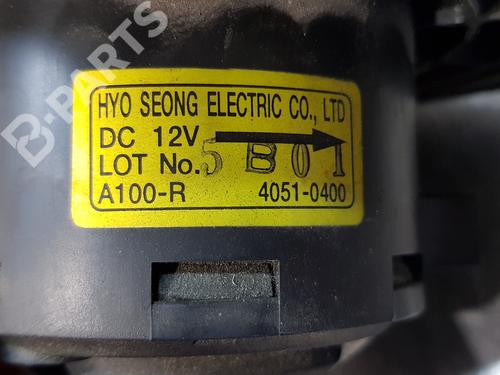 B-PARTS
HYO SEONG ELECTRIC CO., LTD
DC 12V
LOT No. 5 B 0 1
A100-R 4051-0400